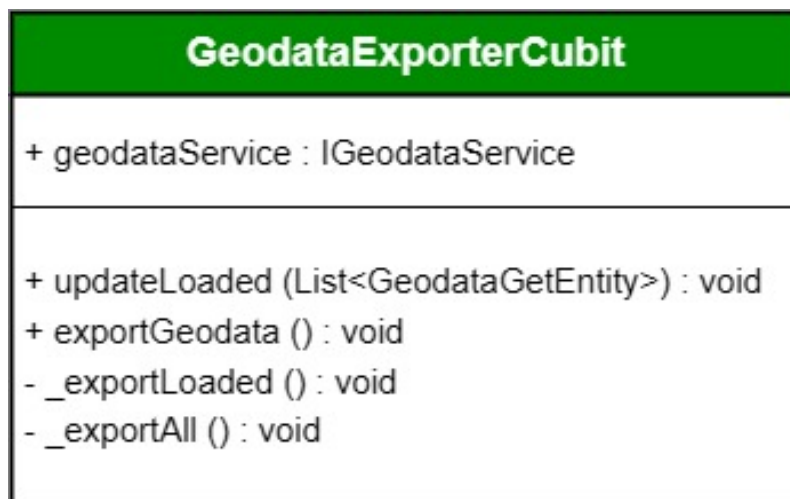 GeodataExporterCubit
+ geodataService : IGeodataService
+ updateLoaded (List<GeodataGetEntity>) : void
+ exportGeodata () : void
- _exportLoaded () : void
- _exportAll () : void